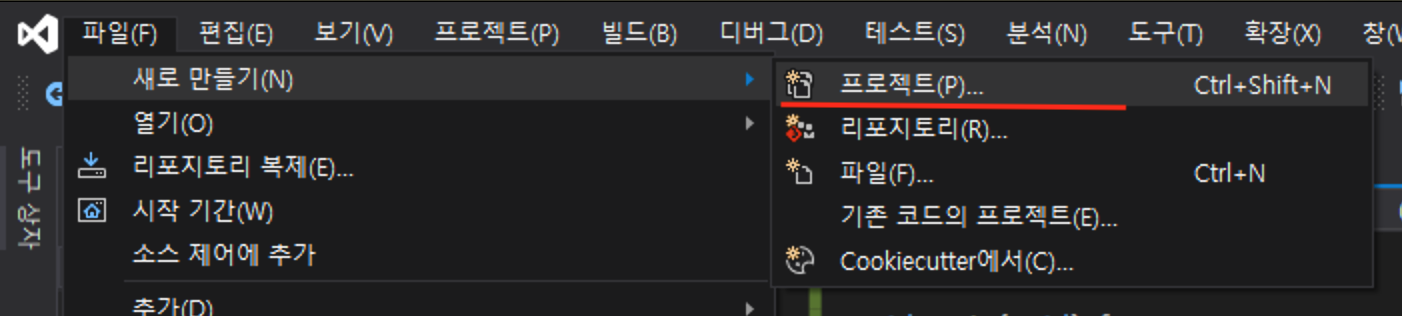 파일(F) 편집(E) 보기(V) 프로젝트(P) 빌드(B) 디버그(D) 테스트(S) 분석(N) 도구(T) 확장(X)
새로 만들기(N)
열기(O)
리포지토리 복제(E)...
시작 기간(W)
소스 제어에 추가
추가(D)
프로젝트(P)... Ctrl+Shift+N
리포지토리(R)...
파일(F)... Ctrl+N
기존 코드의 프로젝트(E)...
Cookiecutter에서(C)...
도구 상자